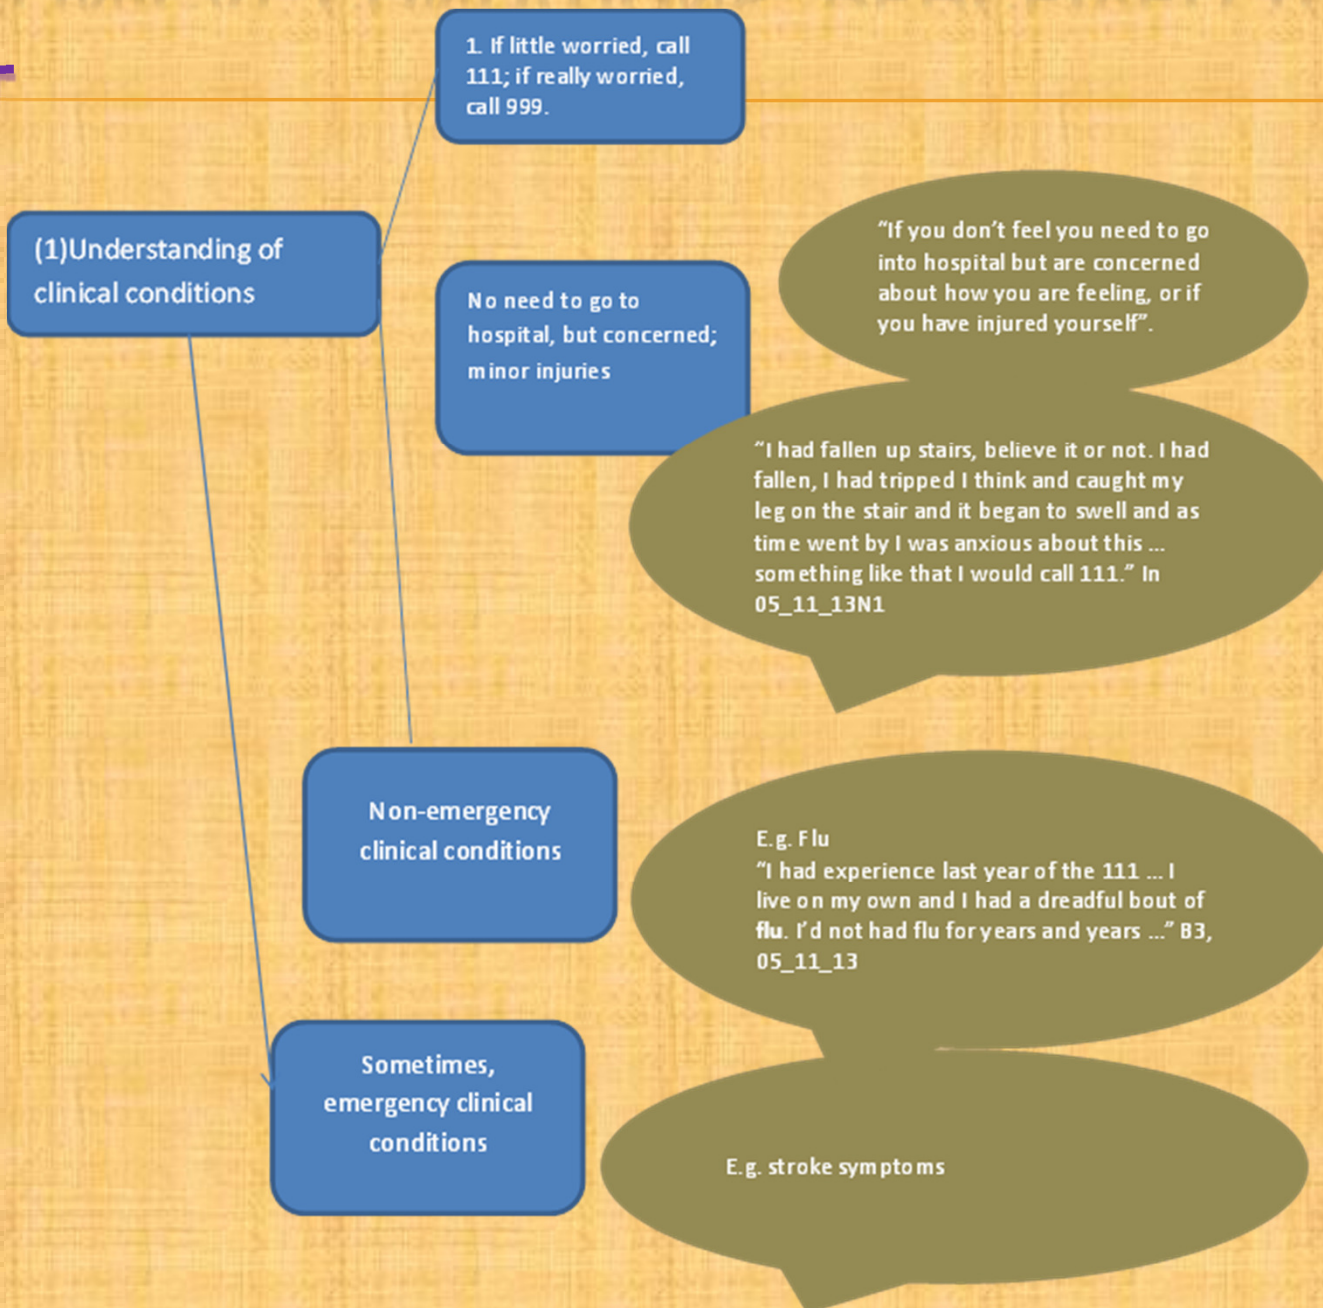 1. If little worried, call
111; if really worried,
call 999.
(1)Understanding of
clinical conditions
“If you don’t feel you need to go
into hospital but are concerned
about how you are feeling, or if
you have injured yourself”.
No need to go to
hospital, but concerned;
minor injuries
“I had fallen up stairs, believe it or not. I had
fallen, I had tripped I think and caught my
leg on the stair and it began to swell and as
time went by I was anxious about this ...
something like that I would call 111.” In
05_11_13N1
Non-emergency
clinical conditions
E.g. Flu
“I had experience last year of the 111 ... I
live on my own and I had a dreadful bout of
flu. I’d not had flu for years and years ...” B3,
05_11_13
Sometimes,
emergency clinical
conditions
E.g. stroke symptoms